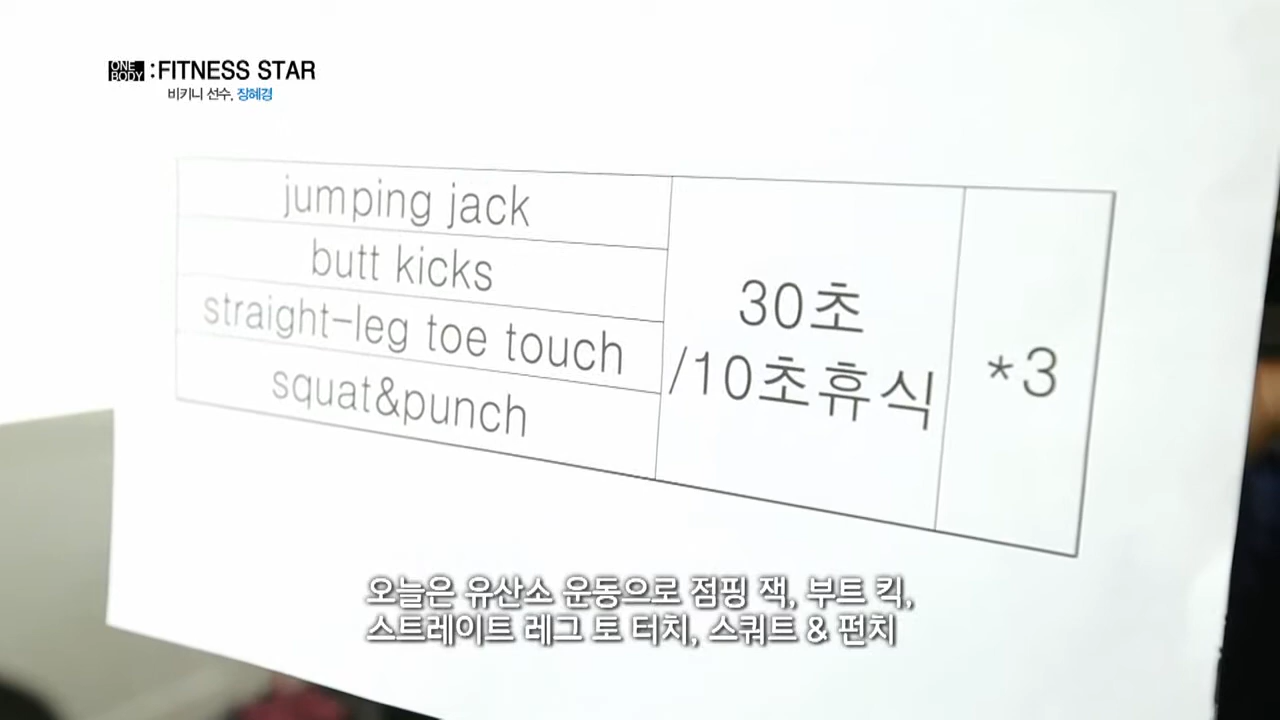 ONE BODY :FITNESS STAR
비키니 선수, 장혜경
jumping jack
butt kicks
straight-leg toe touch
squat&punch
30초
/10초휴식
*3
오늘은 유산소 운동으로 점핑 잭, 부트 킥,
스트레이트 레그 토 터치, 스쿼트 & 펀치